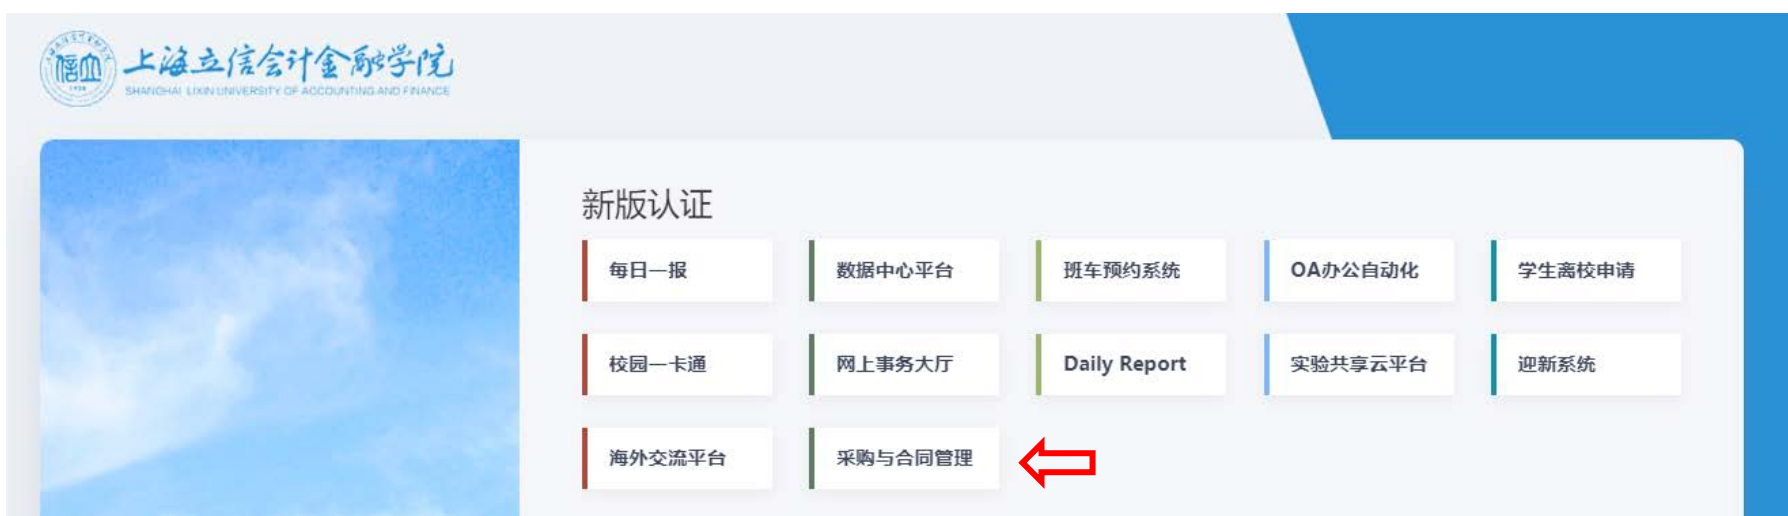 上海立信会计金融学院
SHANGHAI LIXIN UNIVERSITY OF ACCOUNTING AND FINANCE
新版认证
每日一报 数据中心平台 班车预约系统 OA办公自动化 学生离校申请
校园一卡通 网上事务大厅 Daily Report 实验共享云平台 迎新系统
海外交流平台 采购与合同管理